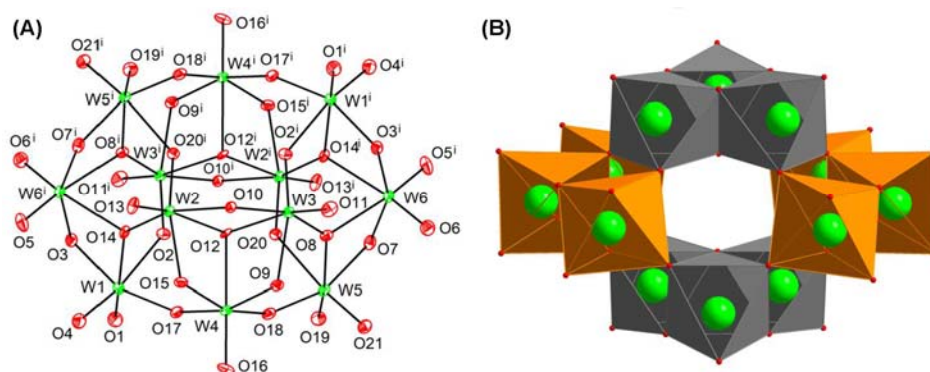 (A)
(B)
O16ⁱ
O21ⁱ O19ⁱ O18ⁱ W4ⁱ O17ⁱ O1ⁱ O4ⁱ
W5ⁱ O9ⁱ O15ⁱ W1ⁱ
O7ⁱ O20ⁱ O12ⁱ O2ⁱ O3ⁱ
O6ⁱ O8ⁱ W3ⁱ W2ⁱ O14ⁱ O5ⁱ
W6ⁱ O11ⁱ O10ⁱ O13ⁱ W6
O13 W2 O10 W3 O11
O5 O14 O12 O20 O8 O6
O3 O2 O7
W1 O15 O9 W5
O4 O1 O17 W4 O18 O19 O21
O16